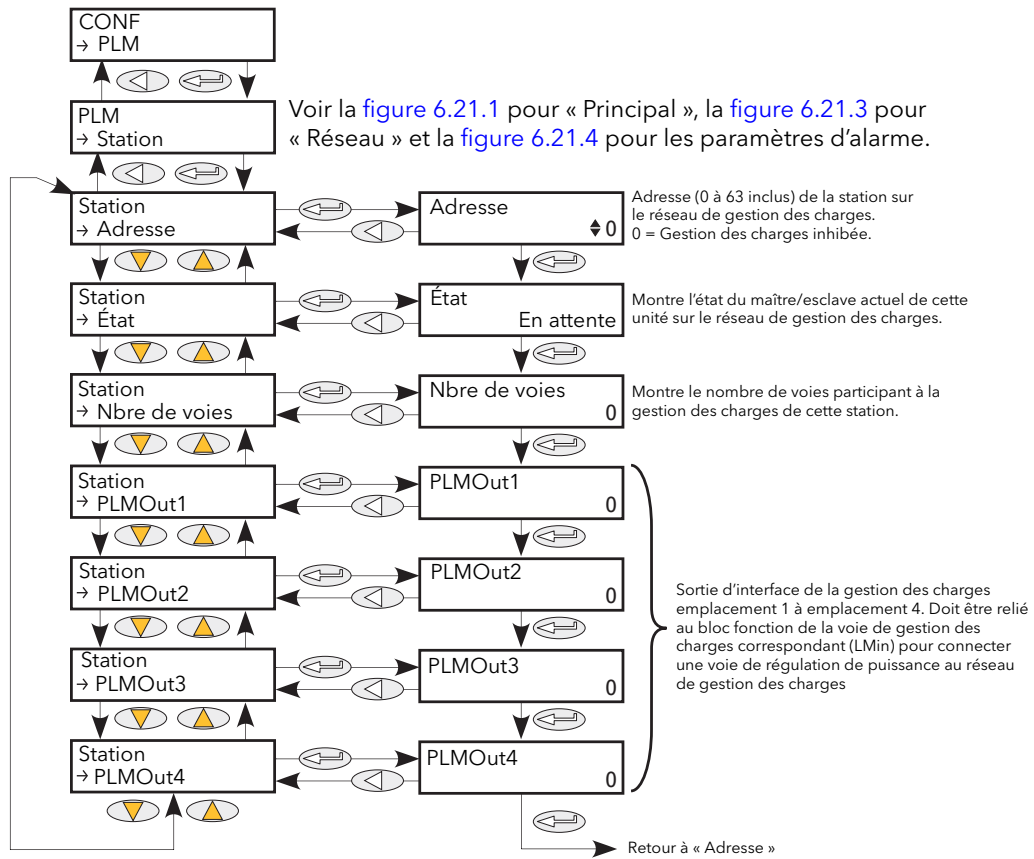 CONF
→ PLM
PLM
→ Station
Voir la figure 6.21.1 pour « Principal », la figure 6.21.3 pour
« Réseau » et la figure 6.21.4 pour les paramètres d'alarme.
Station
→ Adresse
Adresse
0
Adresse (0 à 63 inclus) de la station sur
le réseau de gestion des charges.
0 = Gestion des charges inhibée.
Station
→ État
État
En attente
Montre l'état du maître/esclave actuel de cette
unité sur le réseau de gestion des charges.
Station
→ Nbre de voies
Nbre de voies
0
Montre le nombre de voies participant à la
gestion des charges de cette station.
Station
→ PLMOut1
PLMOut1
0
Station
→ PLMOut2
PLMOut2
0
Sortie d'interface de la gestion des charges
emplacement 1 à emplacement 4. Doit être relié
au bloc fonction de la voie de gestion des
charges correspondant (LMin) pour connecter
une voie de régulation de puissance au réseau
de gestion des charges
Station
→ PLMOut3
PLMOut3
0
Station
→ PLMOut4
PLMOut4
0
Retour à « Adresse »